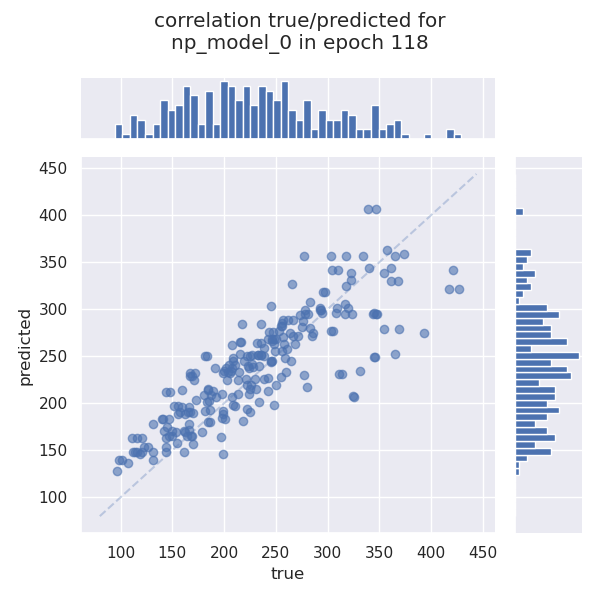 correlation true/predicted for
np_model_0 in epoch 118
450
400
350
300
250
200
150
100
predicted
100 150 200 250 300 350 400 450
true